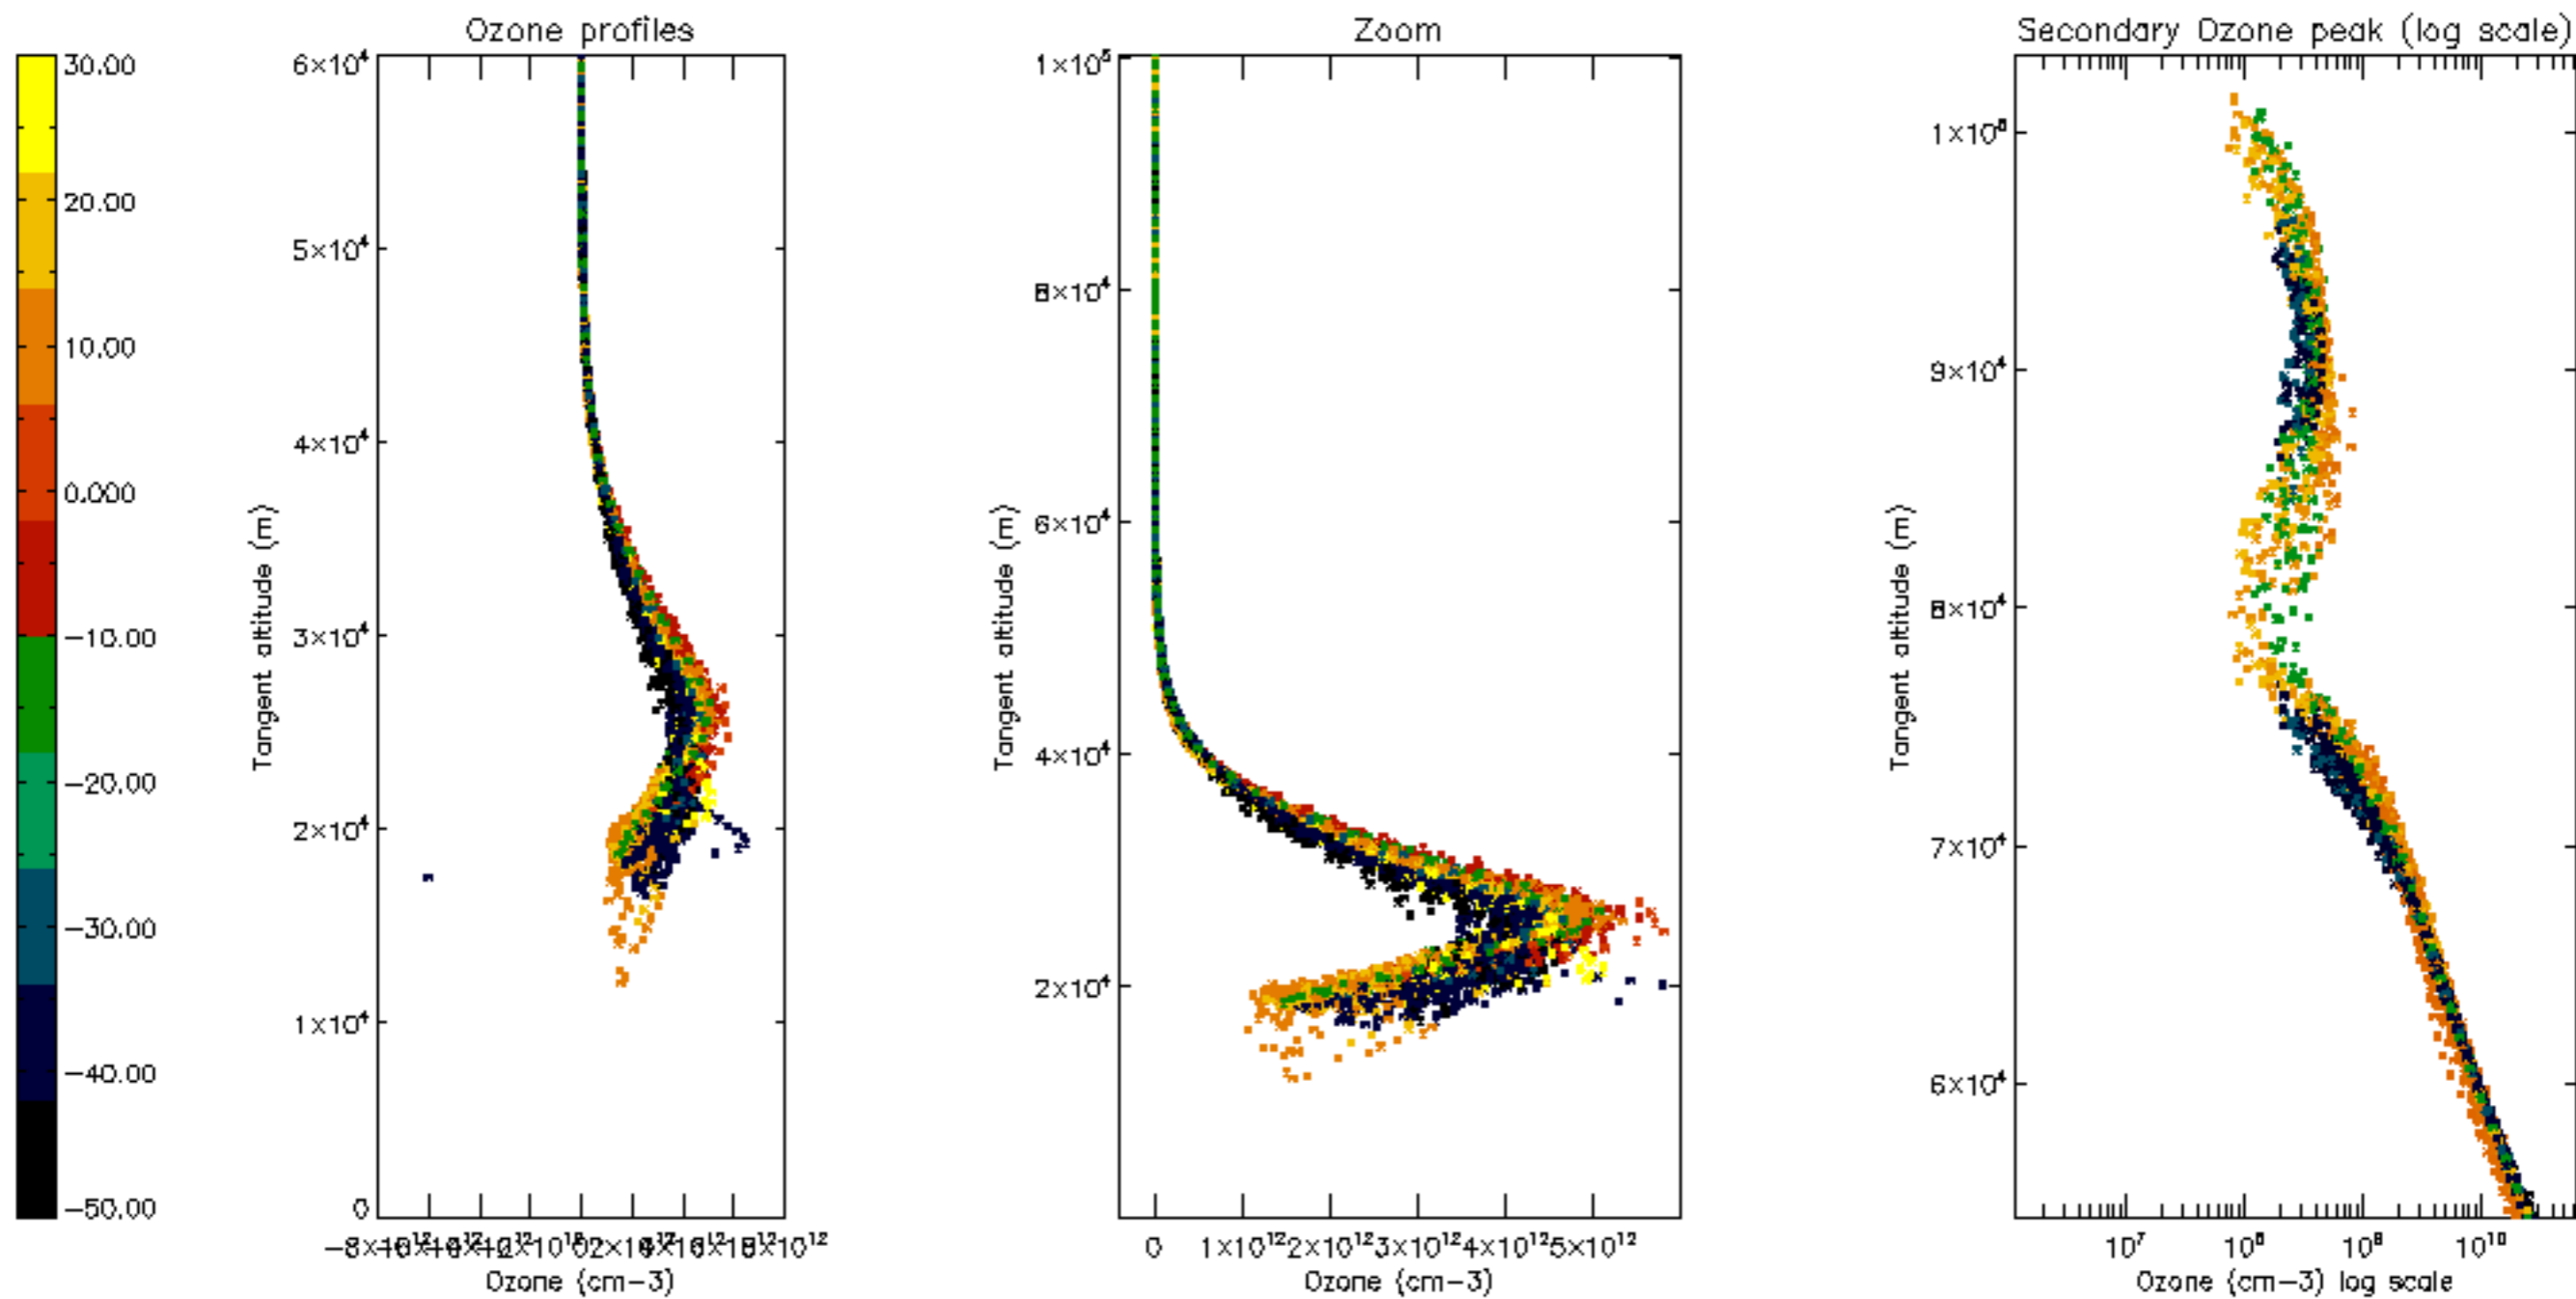 Ozone profiles
Zoom
Secondary Ozone peak (log scale)
30.00
20.00
10.00
0.000
-10.00
-20.00
-30.00
-40.00
-50.00
6×10⁴
5×10⁴
4×10⁴
3×10⁴
2×10⁴
1×10⁴
0
Tangent altitude (m)
Ozone (cm-3)
1×10⁵
8×10⁴
6×10⁴
4×10⁴
2×10⁴
Tangent altitude (m)
0 1×10¹² 2×10¹² 3×10¹² 4×10¹² 5×10¹²
Ozone (cm-3)
9×10⁴
8×10⁴
7×10⁴
6×10⁴
Tangent altitude (m)
10⁷ 10⁸ 10⁹ 10¹⁰
Ozone (cm-3) log scale